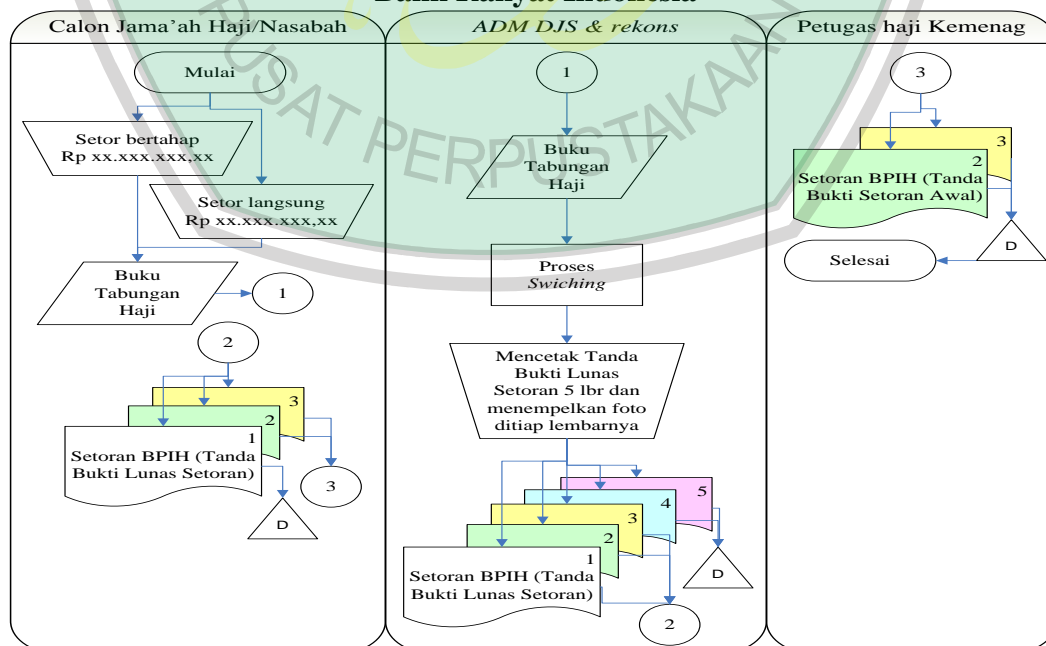 Bank Rakyat Indonesia
Calon Jama'ah Haji/Nasabah
Mulai
Setor bertahap
Rp xx.xxx.xxx,xx
Setor langsung
Rp xx.xxx.xxx,xx
Buku
Tabungan
Haji
1
2
3
2
1
Setoran BPIH (Tanda
Bukti Lunas Setoran)
3
D
ADM DJS & rekons
1
Buku
Tabungan
Haji
Proses
Swiching
Mencetak Tanda
Bukti Lunas
Setoran 5 lbr dan
menempelkan foto
ditiap lembarnya
5
4
3
2
1
Setoran BPIH (Tanda
Bukti Lunas Setoran)
D
2
Petugas haji Kemenag
3
3
2
Setoran BPIH (Tanda
Bukti Setoran Awal)
D
Selesai
PUSAT PERPUSTAKAAN